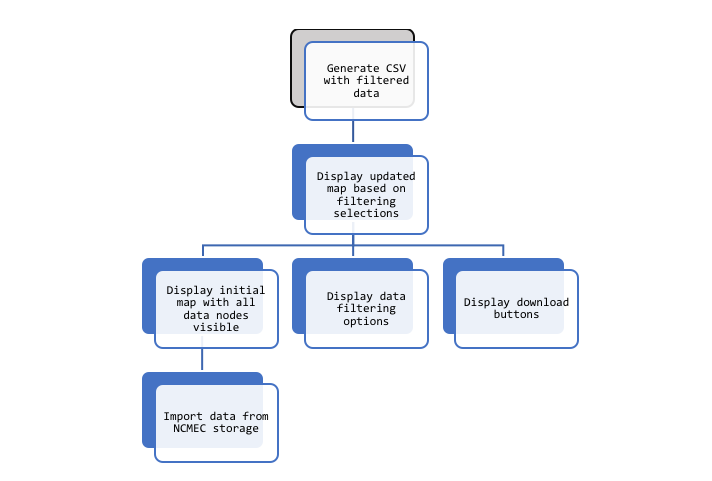 Generate CSV
with filtered
data
Display updated
map based on
filtering
selections
Display initial
map with all
data nodes
visible
Display data
filtering
options
Display download
buttons
Import data from
NCMEC storage